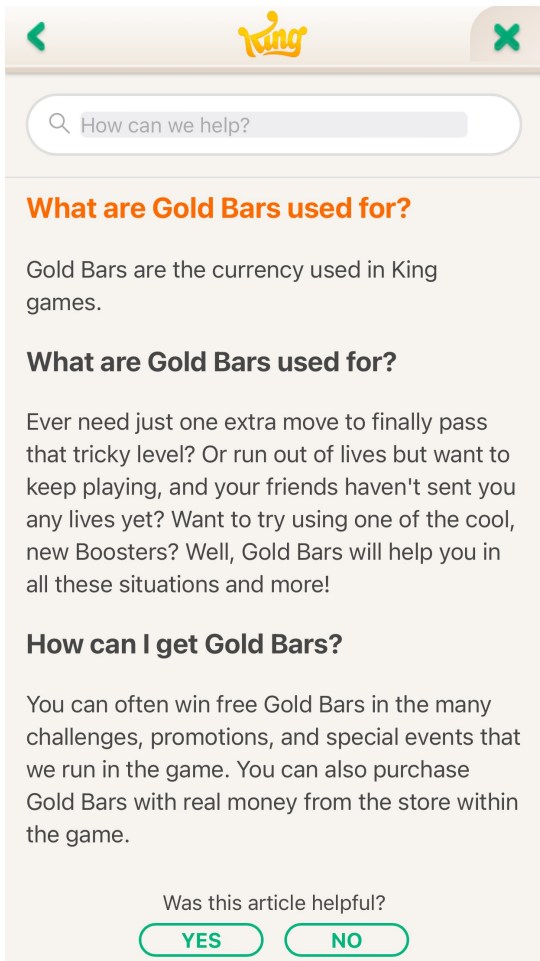 King
How can we help?
What are Gold Bars used for?
Gold Bars are the currency used in King
games.
What are Gold Bars used for?
Ever need just one extra move to finally pass
that tricky level? Or run out of lives but want to
keep playing, and your friends haven't sent you
any lives yet? Want to try using one of the cool,
new Boosters? Well, Gold Bars will help you in
all these situations and more!
How can I get Gold Bars?
You can often win free Gold Bars in the many
challenges, promotions, and special events that
we run in the game. You can also purchase
Gold Bars with real money from the store within
the game.
Was this article helpful?
YES NO